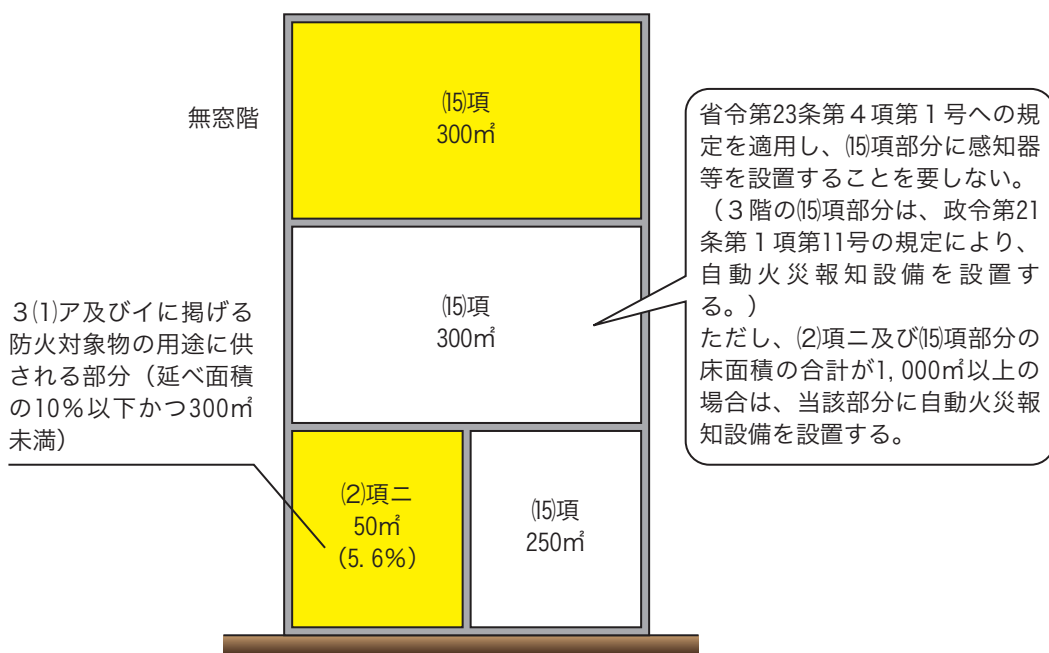 無窓階
⒂項
300㎡
⒂項
300㎡
3⑴ア及びイに掲げる
防火対象物の用途に供
される部分（延べ面積
の10％以下かつ300㎡
未満）
⑵項ニ
50㎡
（5.6％）
⒂項
250㎡
省令第23条第４項第１号への規
定を適用し、⒂項部分に感知器
等を設置することを要しない。
（３階の⒂項部分は、政令第21
条第１項第11号の規定により、
自動火災報知設備を設置す
る。）
ただし、⑵項ニ及び⒂項部分の
床面積の合計が1,000㎡以上の
場合は、当該部分に自動火災報
知設備を設置する。